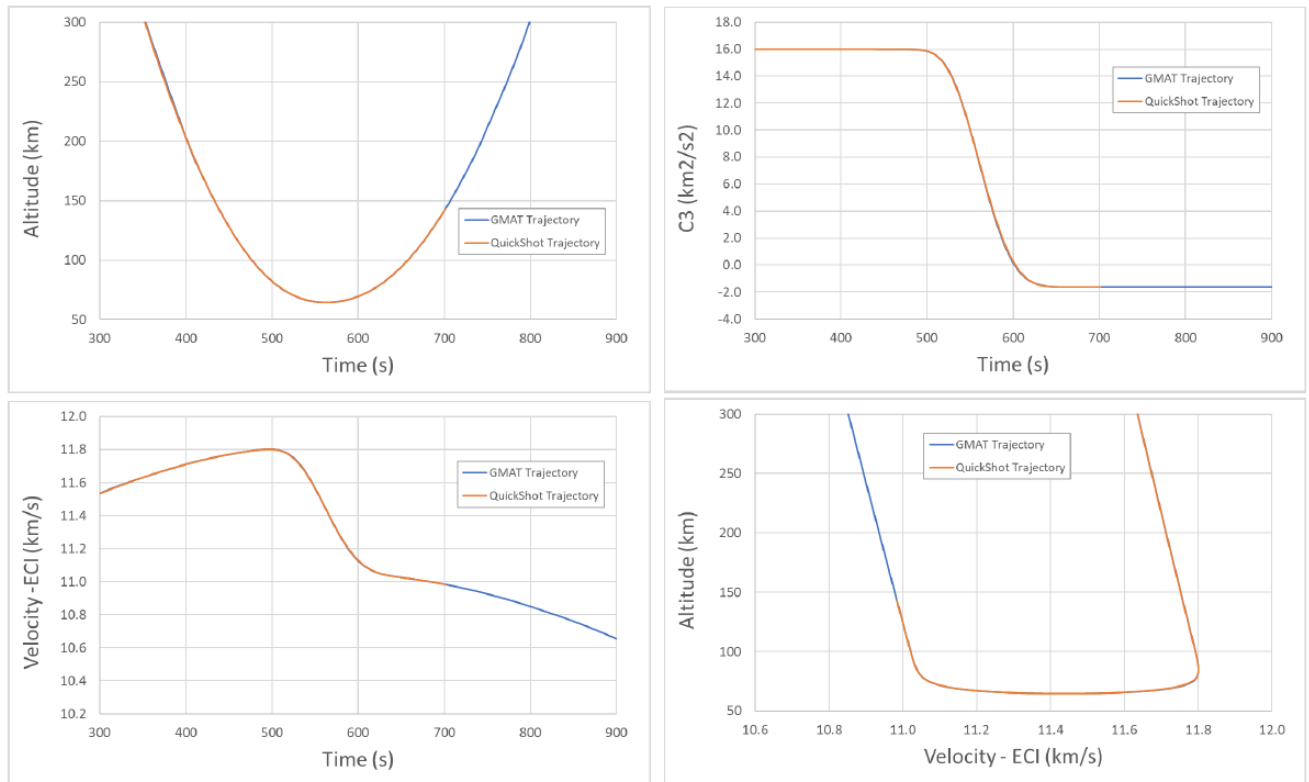 300
250
200
150
100
50
Altitude (km)
GMAT Trajectory
QuickShot Trajectory
300 400 500 600 700 800 900
Time (s)
18.0
16.0
14.0
12.0
10.0
8.0
6.0
4.0
2.0
0.0
-2.0
-4.0
C3 (km2/s2)
GMAT Trajectory
QuickShot Trajectory
300 400 500 600 700 800 900
Time (s)
12.0
11.8
11.6
11.4
11.2
11.0
10.8
10.6
10.4
10.2
Velocity -ECI (km/s)
GMAT Trajectory
QuickShot Trajectory
300 400 500 600 700 800 900
Time (s)
300
250
200
150
100
50
Altitude (km)
GMAT Trajectory
QuickShot Trajectory
10.6 10.8 11.0 11.2 11.4 11.6 11.8 12.0
Velocity - ECI (km/s)